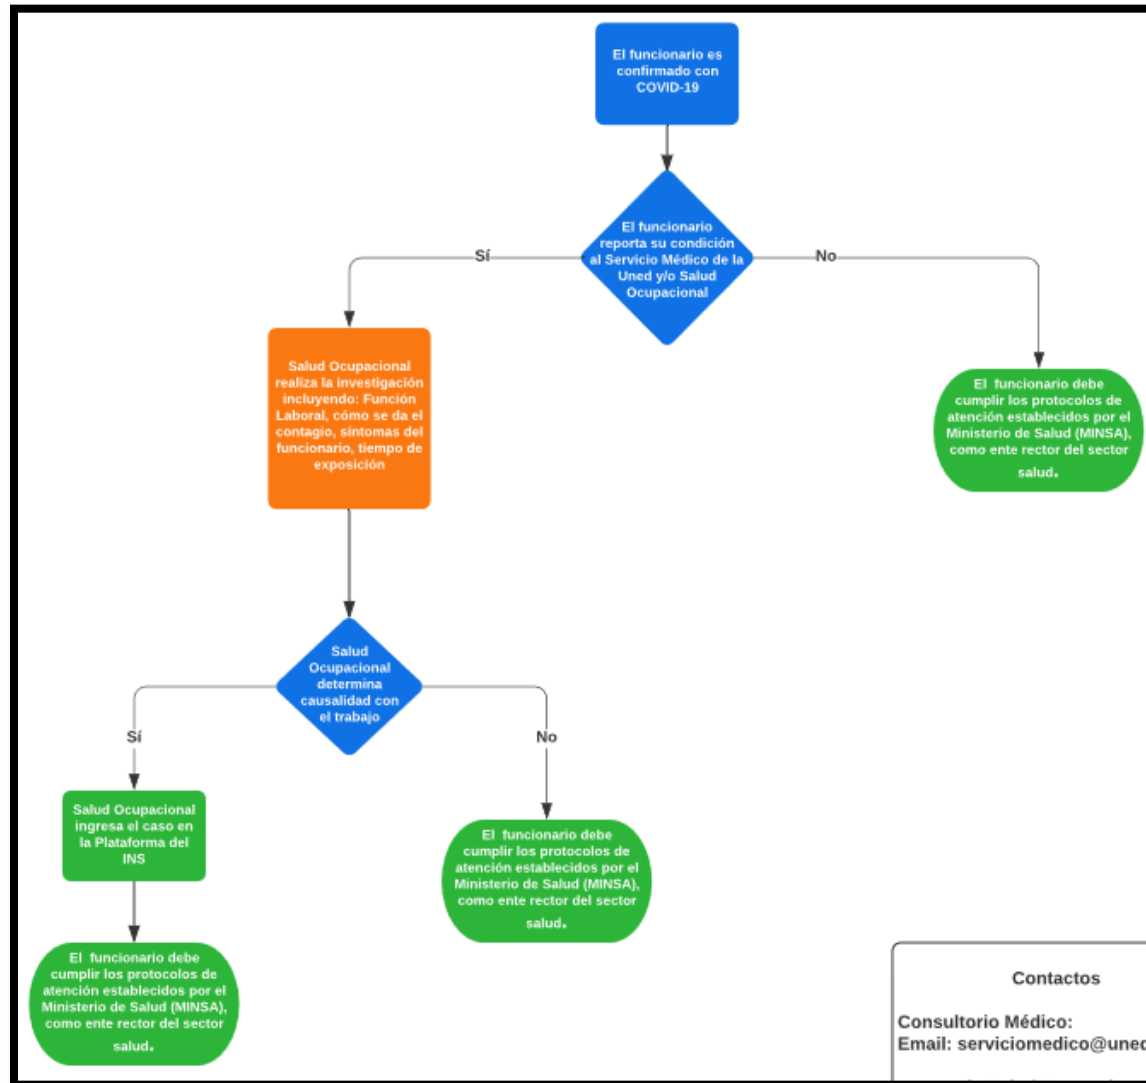 El funcionario es
confirmado con
COVID-19
El funcionario
reporta su condición
al Servicio Médico de la
Uned y/o Salud
Ocupacional
Sí
No
Salud Ocupacional
realiza la investigación
incluyendo: Función
Laboral, cómo se da el
contagio, síntomas del
funcionario, tiempo de
exposición
El funcionario debe
cumplir los protocolos de
atención establecidos por el
Ministerio de Salud (MINSA),
como ente rector del sector
salud.
Salud
Ocupacional
determina
causalidad con
el trabajo
Sí
No
Salud Ocupacional
ingresa el caso en
la Plataforma del
INS
El funcionario debe
cumplir los protocolos de
atención establecidos por el
Ministerio de Salud (MINSA),
como ente rector del sector
salud.
El funcionario debe
cumplir los protocolos de
atención establecidos por el
Ministerio de Salud (MINSA),
como ente rector del sector
salud.
Contactos
Consultorio Médico:
Email: serviciomedico@uned